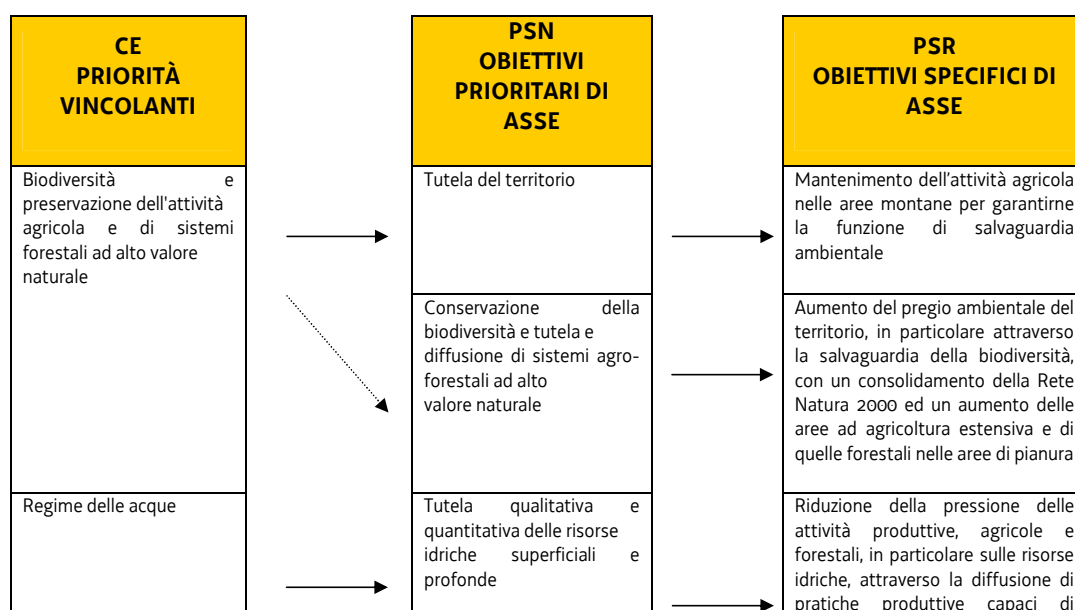 CE
PRIORITÀ
VINCOLANTI
PSN
OBIETTIVI
PRIORITARI DI
ASSE
PSR
OBIETTIVI SPECIFICI DI
ASSE
Biodiversità e
preservazione dell'attività
agricola e di sistemi
forestali ad alto valore
naturale
Tutela del territorio
Mantenimento dell'attività agricola
nelle aree montane per garantirne
la funzione di salvaguardia
ambientale
Conservazione della
biodiversità e tutela e
diffusione di sistemi agro-
forestali ad alto
valore naturale
Aumento del pregio ambientale del
territorio, in particolare attraverso
la salvaguardia della biodiversità,
con un consolidamento della Rete
Natura 2000 ed un aumento delle
aree ad agricoltura estensiva e di
quelle forestali nelle aree di pianura
Regime delle acque
Tutela qualitativa e
quantitativa delle risorse
idriche superficiali e
profonde
Riduzione della pressione delle
attività produttive, agricole e
forestali, in particolare sulle risorse
idriche, attraverso la diffusione di
pratiche produttive capaci di